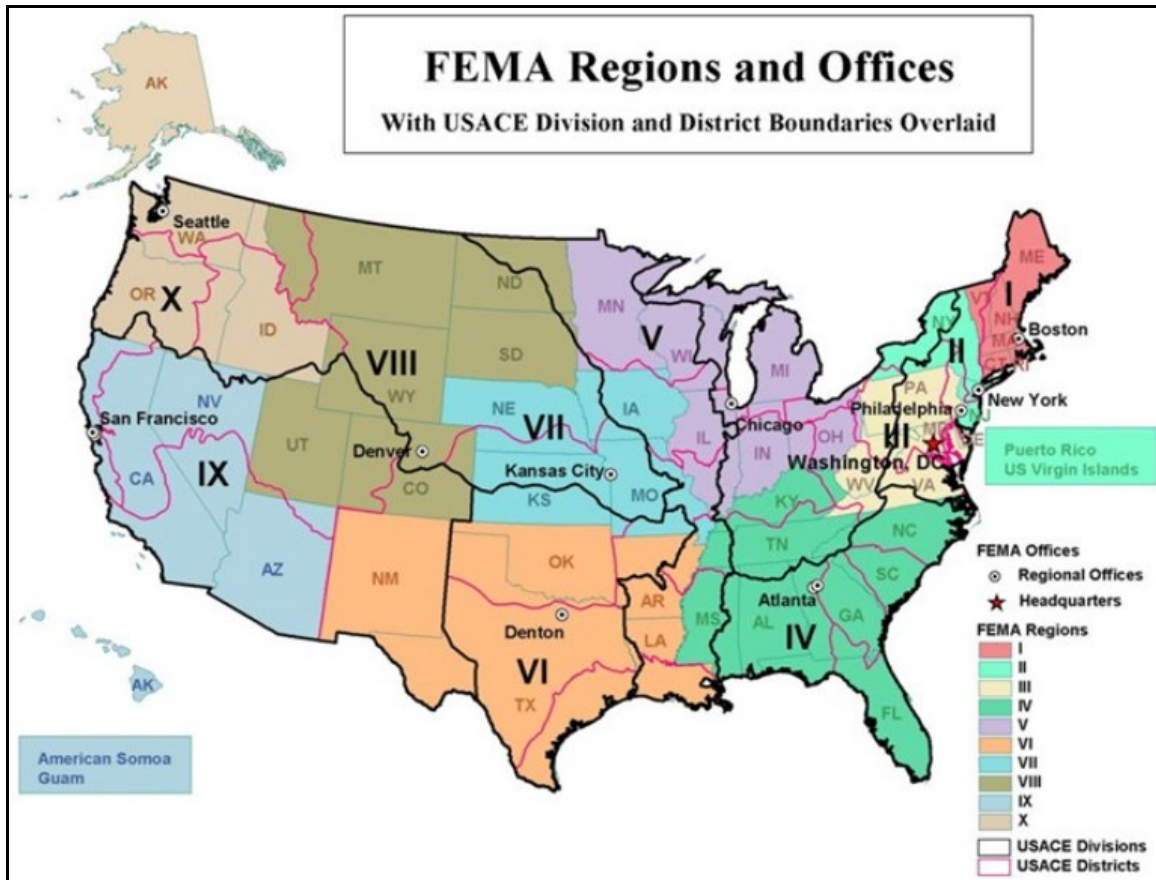 FEMA Regions and Offices
With USACE Division and District Boundaries Overlaid
AK
Seattle
WA
OR
X
ID
MT
ND
MN
ME
VT
I
NH
MA
Boston
CT
RI
NY
II
VIII
SD
WY
V
WI
MI
PA
New York
Philadelphia
NJ
III
NV
San Francisco
NE
IA
VII
IL
Chicago
IN
OH
MD
DE
Washington, DC
UT
Denver
CO
Kansas City
KS
MO
WV
VA
KY
Puerto Rico
US Virgin Islands
CA
IX
AZ
NM
OK
TN
NC
AR
SC
Atlanta
MS
AL
GA
IV
Denton
LA
VI
TX
FL
AK
American Somoa
Guam
FEMA Offices
Regional Offices
Headquarters
FEMA Regions
I
II
III
IV
V
VI
VII
VIII
IX
X
USACE Divisions
USACE Districts